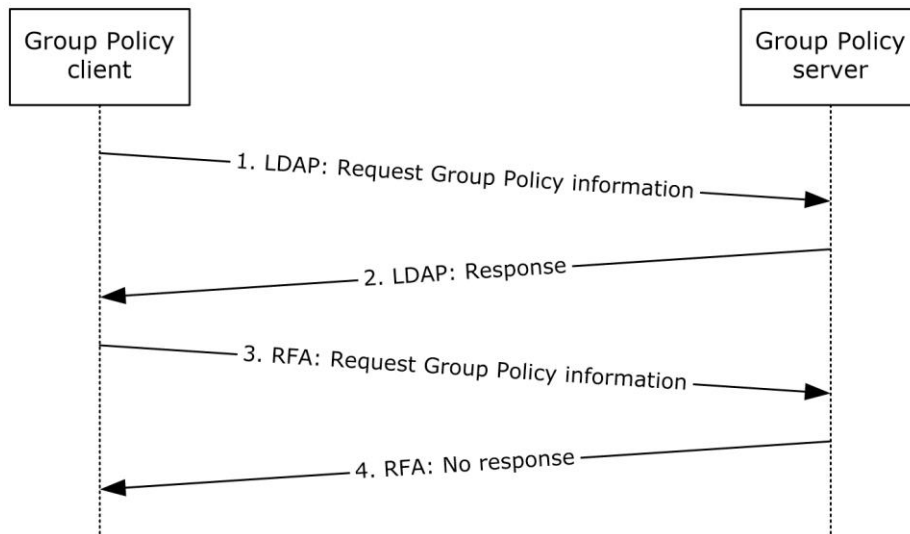 Group Policy
client
Group Policy
server
1. LDAP: Request Group Policy information
2. LDAP: Response
3. RFA: Request Group Policy information
4. RFA: No response